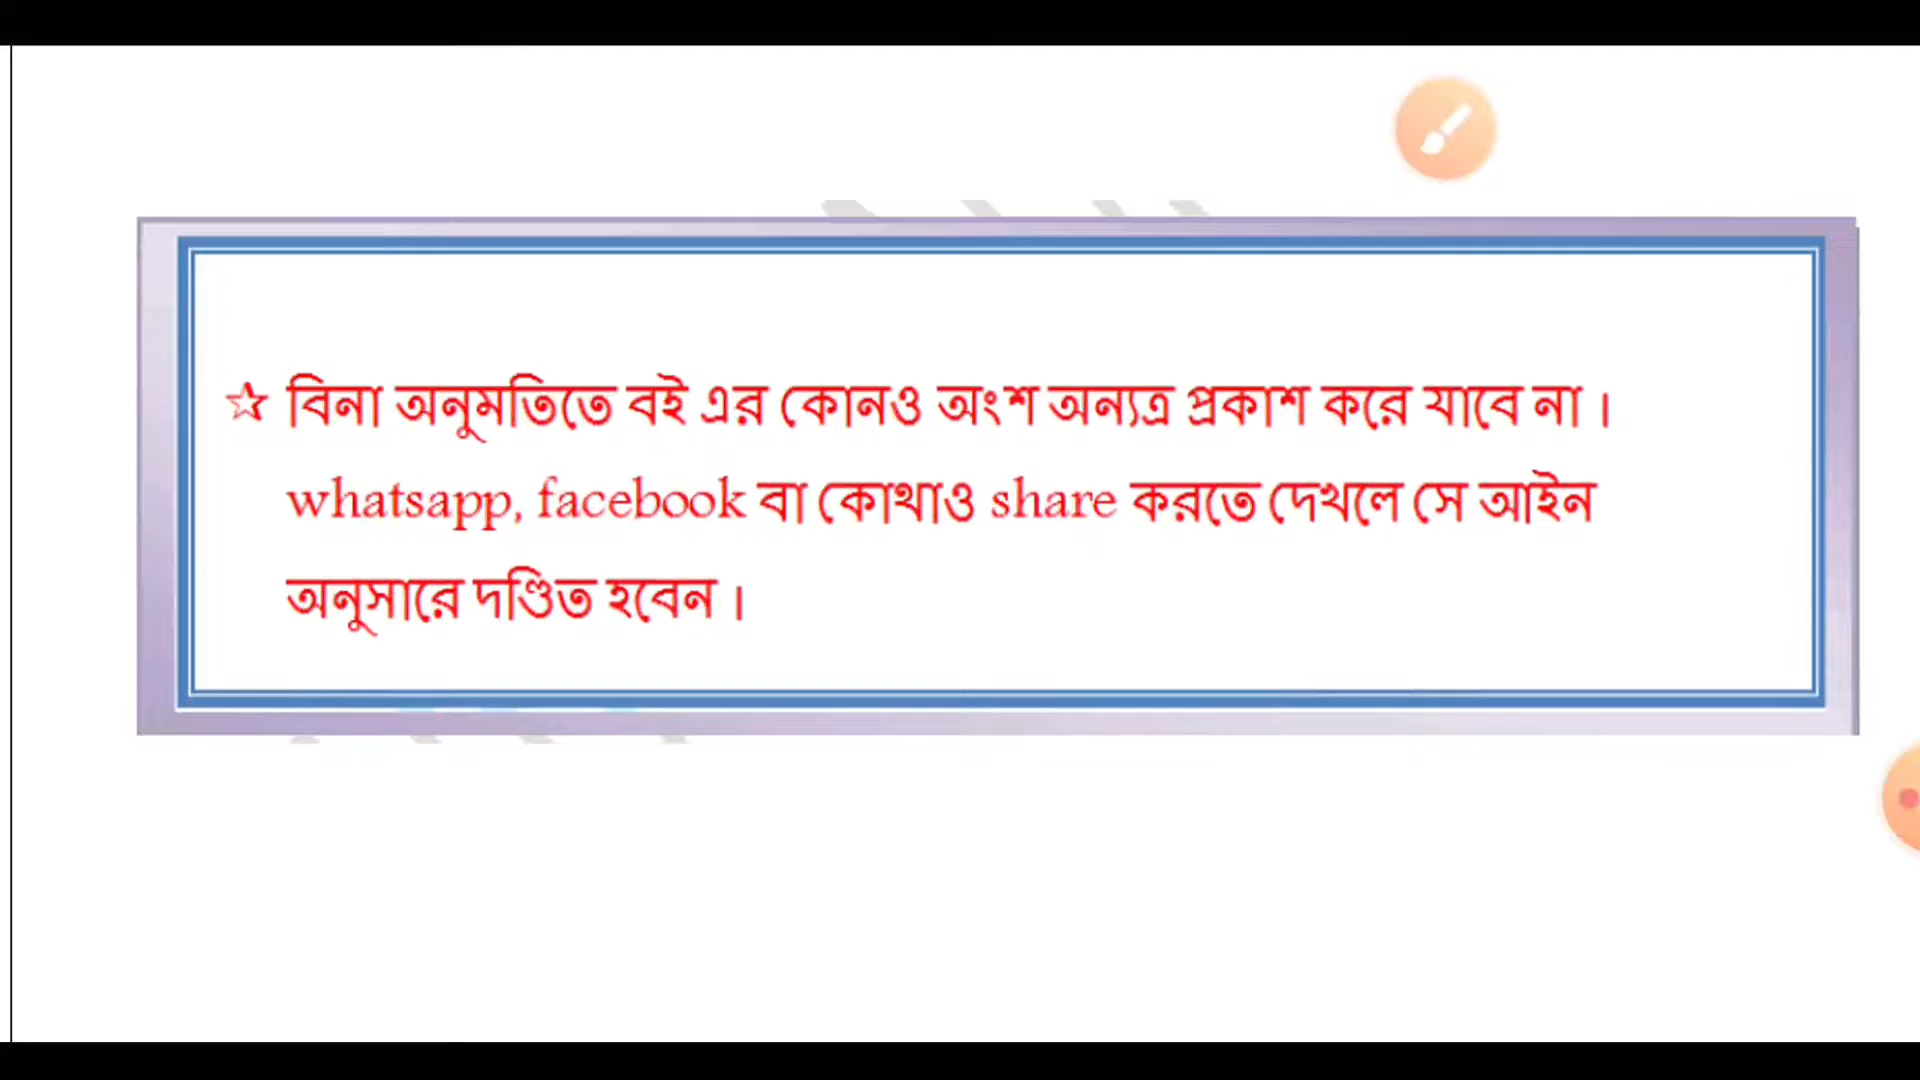 ☆ বিনা অনুমতিতে বই এর কোনও অংশ অন্যত্র প্রকাশ করে যাবে না।
whatsapp, facebook বা কোথাও share করতে দেখলে সে আইন
অনুসারে দণ্ডিত হবেন।